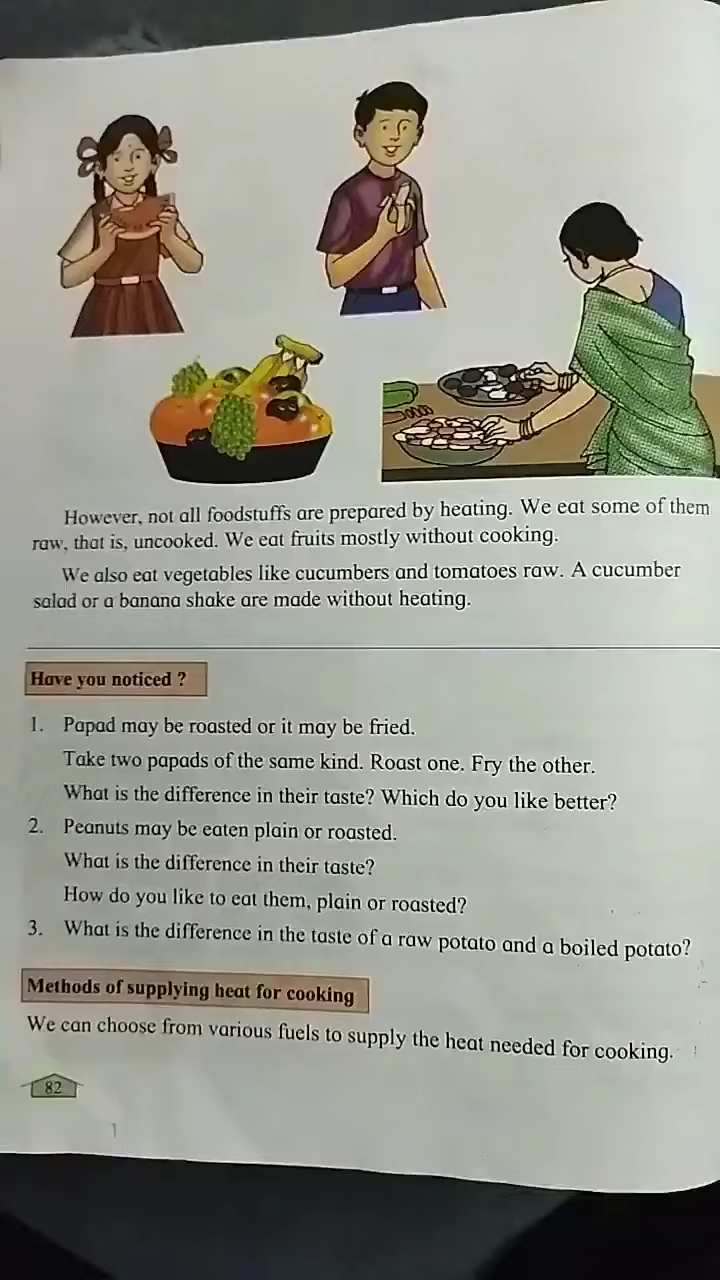 However, not all foodstuffs are prepared by heating. We eat some of them
raw, that is, uncooked. We eat fruits mostly without cooking.
We also eat vegetables like cucumbers and tomatoes raw. A cucumber
salad or a banana shake are made without heating.
Have you noticed ?
1. Papad may be roasted or it may be fried.
Take two papads of the same kind. Roast one. Fry the other.
What is the difference in their taste? Which do you like better?
2. Peanuts may be eaten plain or roasted.
What is the difference in their taste?
How do you like to eat them, plain or roasted?
3. What is the difference in the taste of a raw potato and a boiled potato?
Methods of supplying heat for cooking
We can choose from various fuels to supply the heat needed for cooking.
82